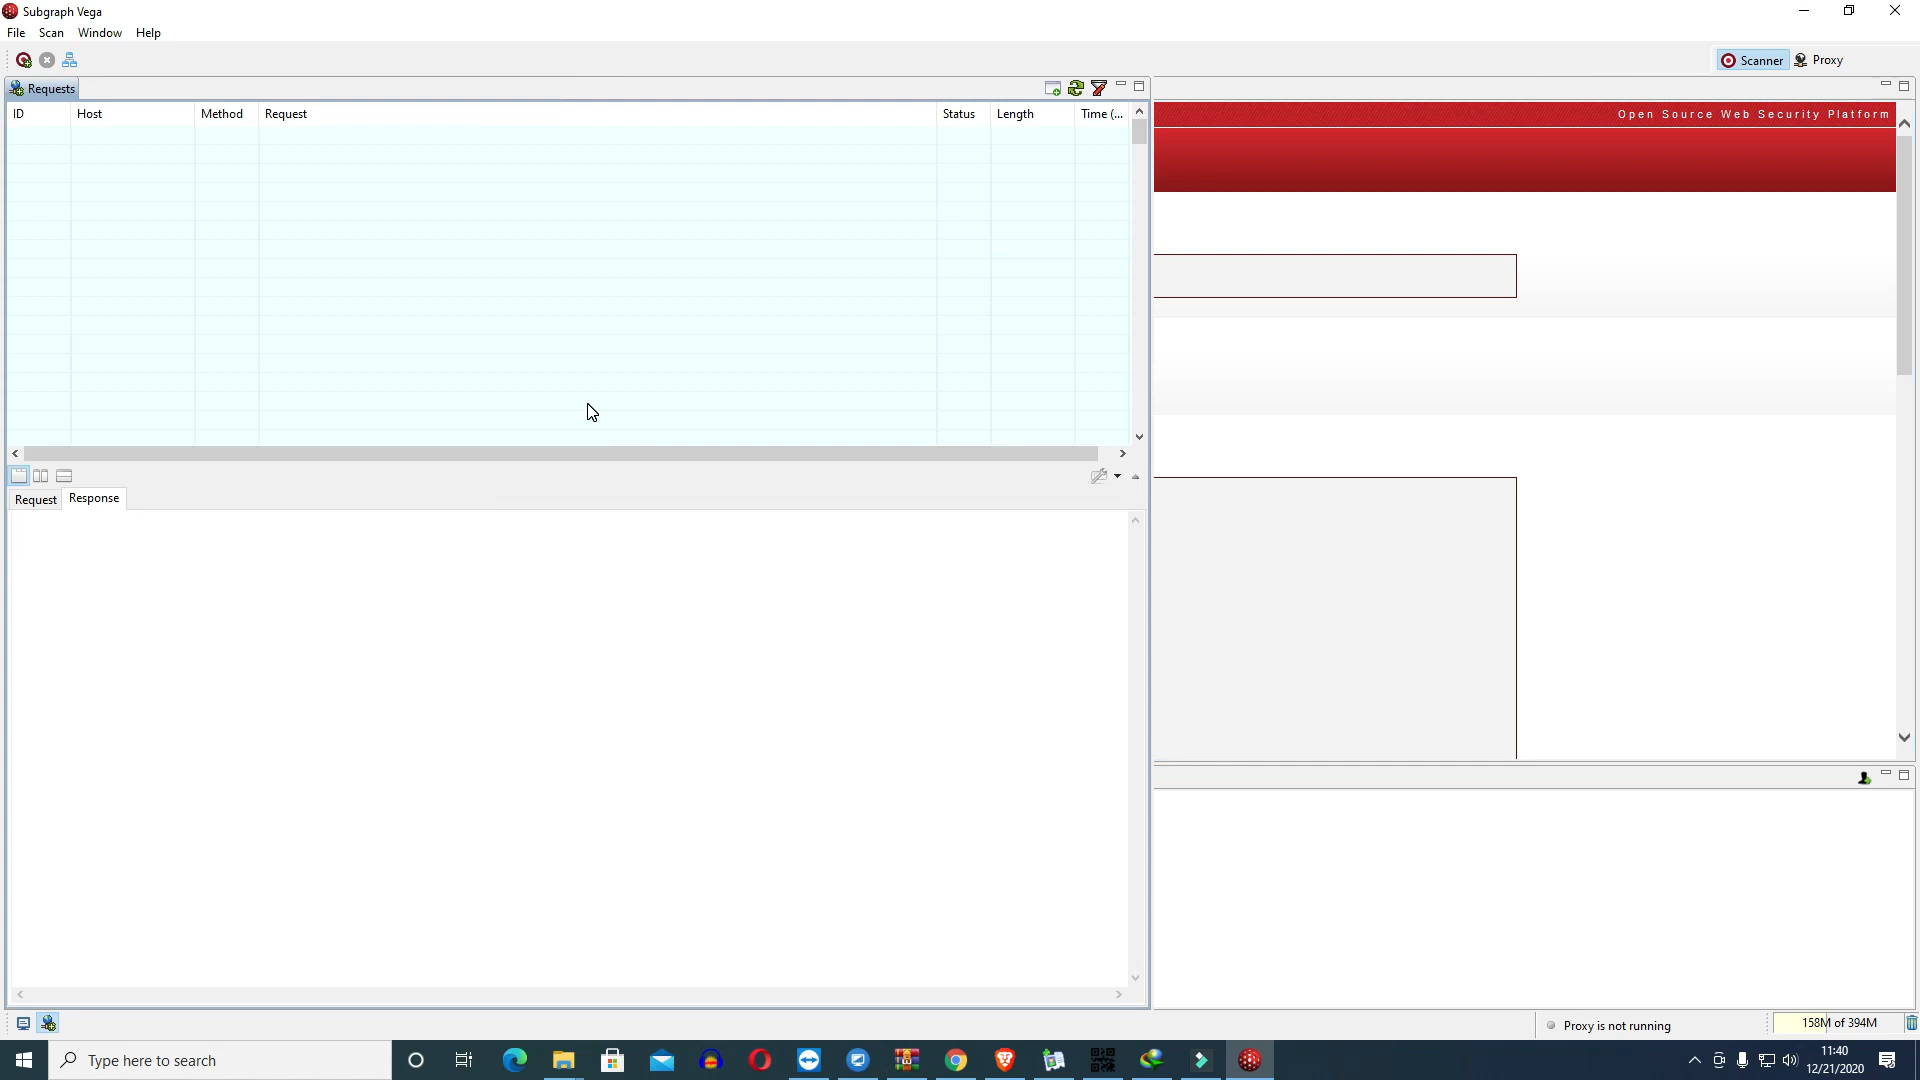 Subgraph Vega
File Scan Window Help
Scanner Proxy
Requests
ID Host Method Request Status Length Time (...
Open Source Web Security Platform
Request Response
Proxy is not running
158M of 394M
Type here to search
11:40
12/21/2020